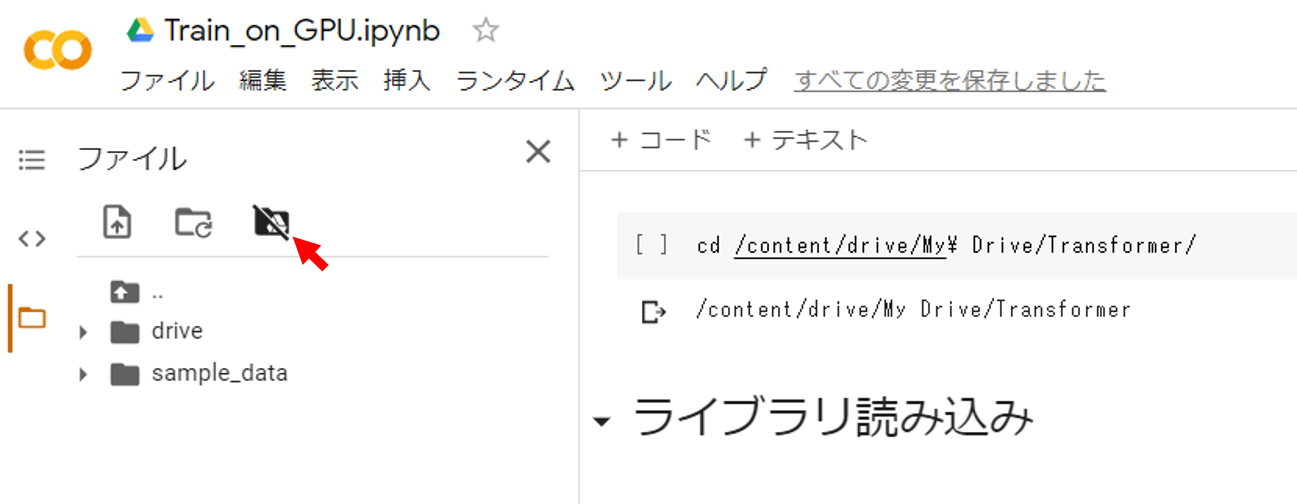 Train_on_GPU.ipynb
ファイル 編集 表示 挿入 ランタイム ツール ヘルプ すべての変更を保存しました
ファイル
+ コード + テキスト
[ ] cd /content/drive/My¥ Drive/Transformer/
/content/drive/My Drive/Transformer
..
drive
sample_data
ライブラリ読み込み